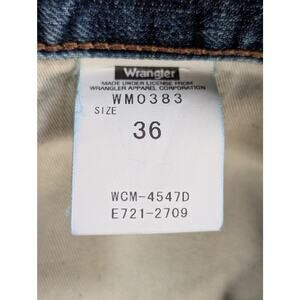 Wrangler
MADE UNDER LICENSE FROM
WRANGLER APPAREL CORPORATION
WM0383
SIZE
36
WCM-4547D
E721-2709